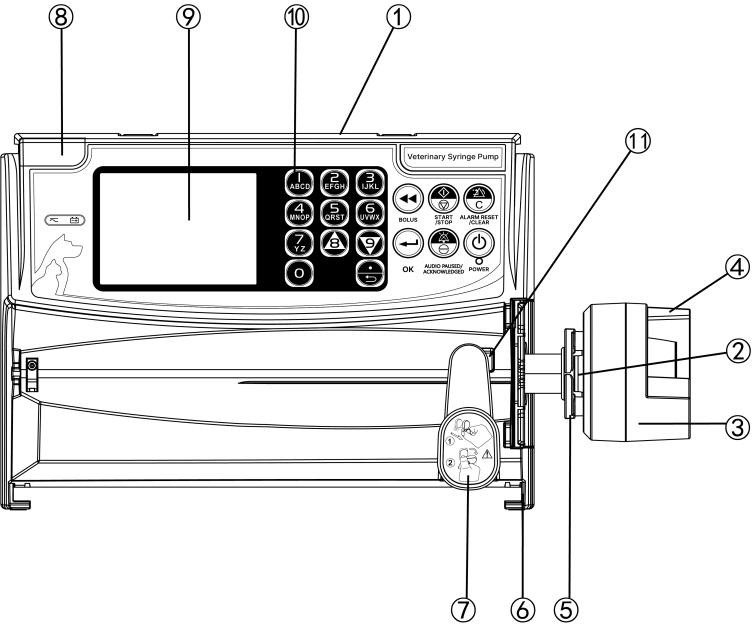 ⑧ ⑨ ⑩ ①
⑪
Veterinary Syringe Pump
1 ABCD 2 EFGH 3 IJKL
4 MNOP 5 QRST 6 UVWX
7 YZ 8 9
0 .
C
BOLUS START /STOP ALARM RESET /CLEAR
OK AUDIO PAUSED/ ACKNOWLEDGED POWER
④
②
③
①
②
⑦ ⑥ ⑤